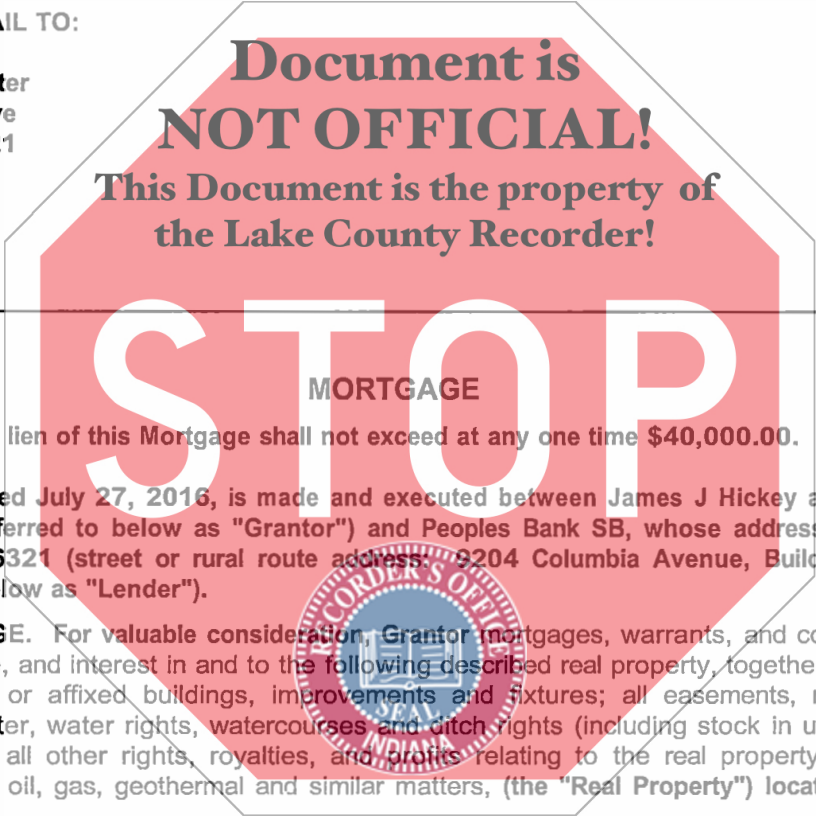 AIL TO:
ter
ve
21
Document is
NOT OFFICIAL!
This Document is the property of
the Lake County Recorder!
STOP
MORTGAGE
lien of this Mortgage shall not exceed at any one time $40,000.00.
ed July 27, 2016, is made and executed between James J Hickey a
ferred to below as "Grantor") and Peoples Bank SB, whose address
6321 (street or rural route address: 9204 Columbia Avenue, Build
low as "Lender").
GE. For valuable consideration, Grantor mortgages, warrants, and co
, and interest in and to the following described real property, togethe
or affixed buildings, improvements and fixtures; all easements, r
ter, water rights, watercourses and ditch rights (including stock in u
all other rights, royalties, and profits relating to the real property
oil, gas, geothermal and similar matters, (the "Real Property") locat
RECORDER'S OFFICE
SEAL
INDIANA